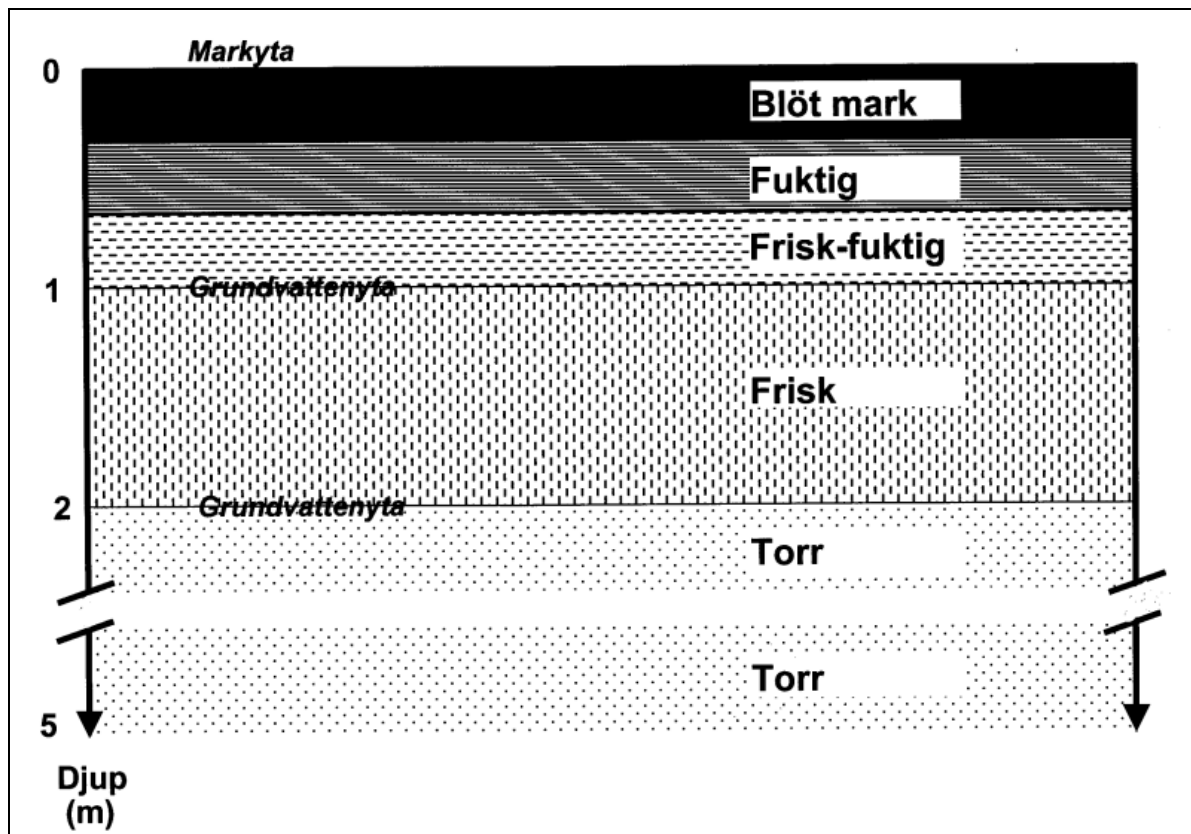 Markyta
0
Blöt mark
Fuktig
Frisk-fuktig
1
Grundvattenyta
Frisk
2
Grundvattenyta
Torr
Torr
5
Djup
(m)